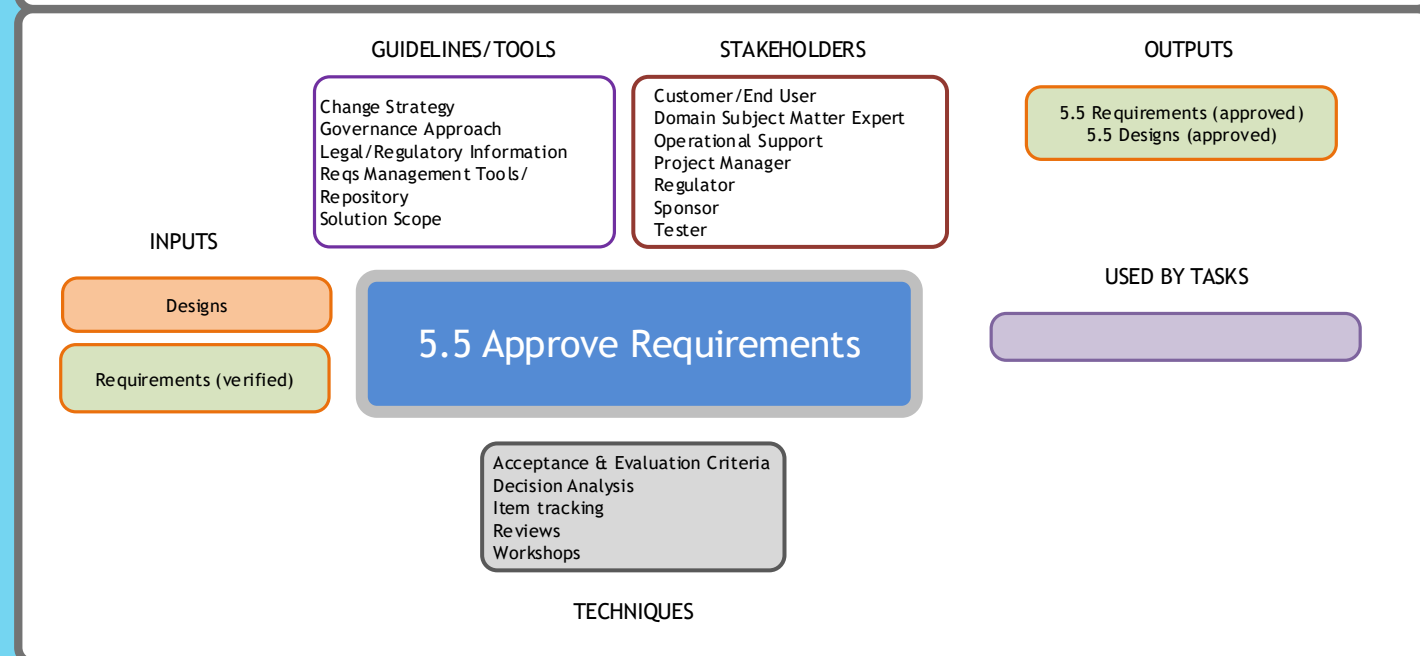 GUIDELINES/TOOLS
Change Strategy
Governance Approach
Legal/Regulatory Information
Reqs Management Tools/
Repository
Solution Scope
STAKEHOLDERS
Customer/End User
Domain Subject Matter Expert
Operational Support
Project Manager
Regulator
Sponsor
Tester
OUTPUTS
5.5 Requirements (approved)
5.5 Designs (approved)
INPUTS
Designs
Requirements (verified)
5.5 Approve Requirements
USED BY TASKS
Acceptance & Evaluation Criteria
Decision Analysis
Item tracking
Reviews
Workshops
TECHNIQUES